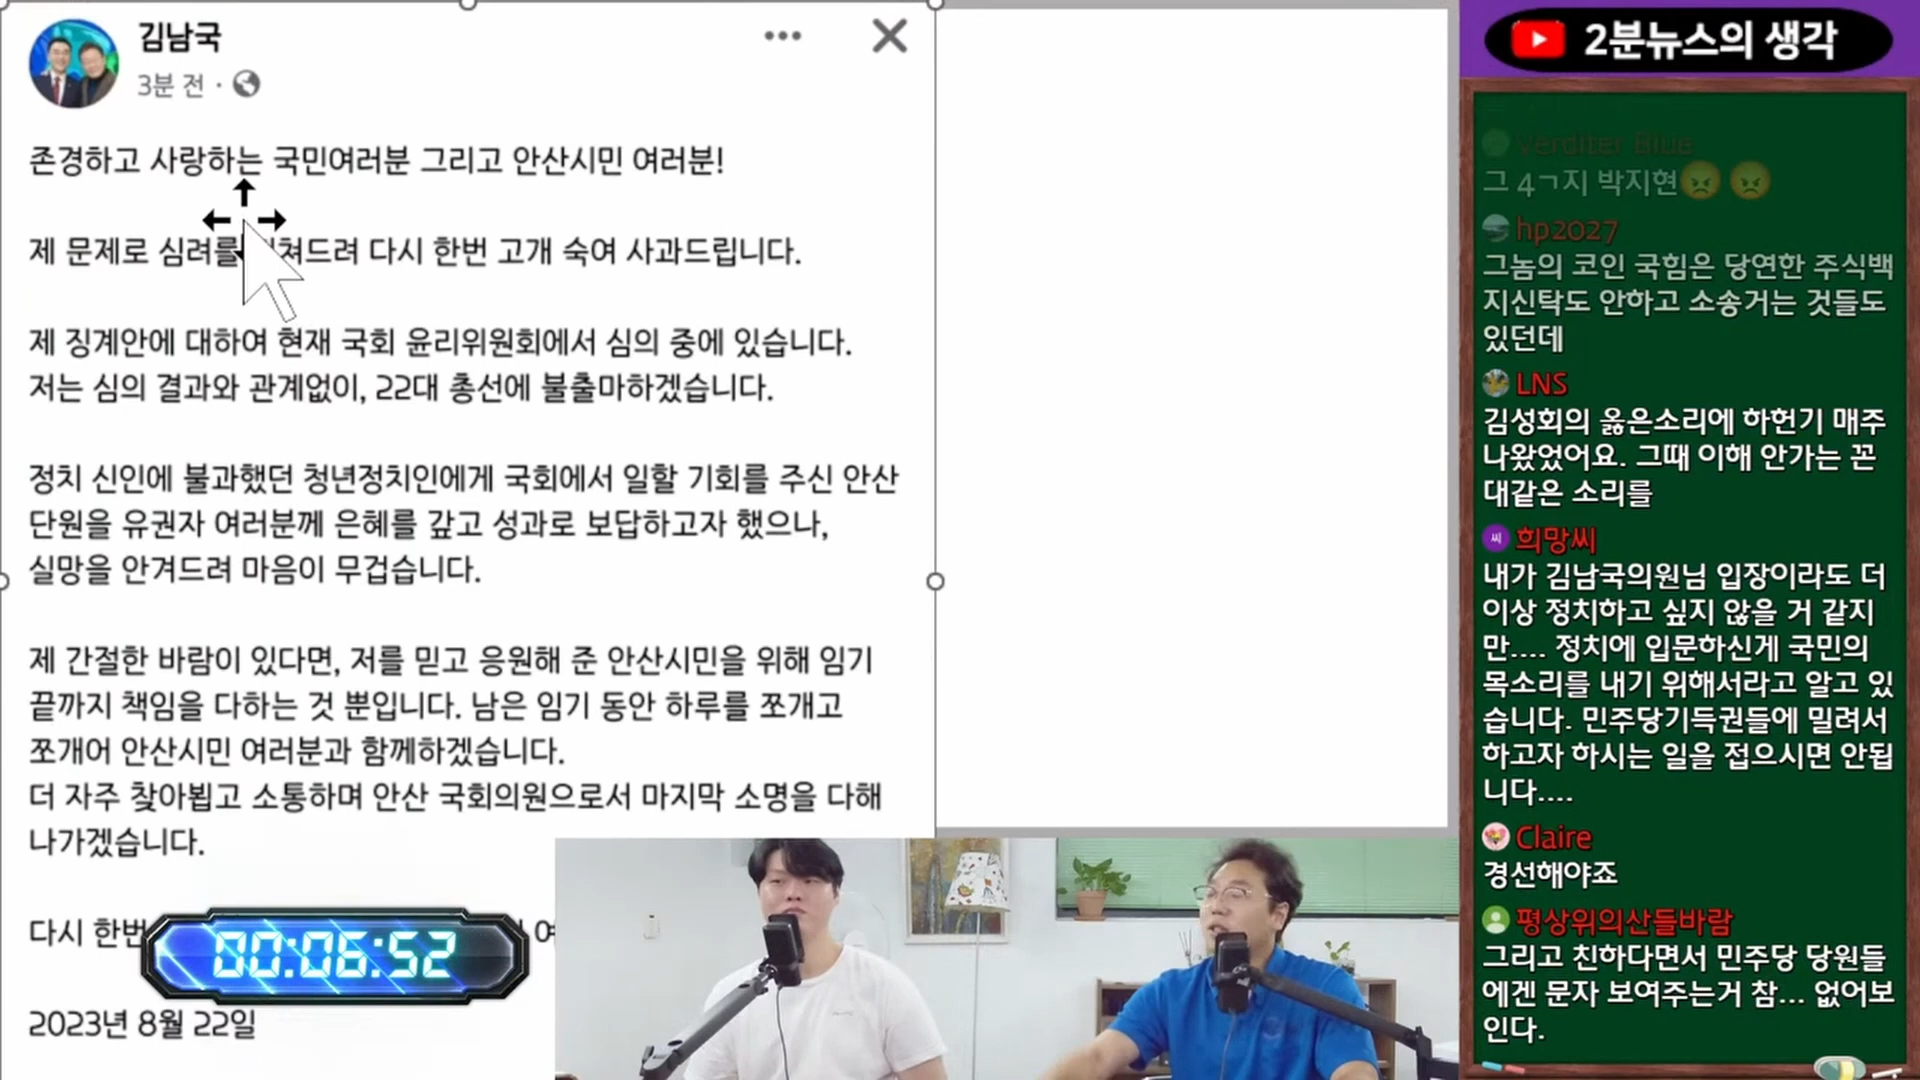 김남국
3분 전 ·
존경하고 사랑하는 국민여러분 그리고 안산시민 여러분!
제 문제로 심려를 쳐드려 다시 한번 고개 숙여 사과드립니다.
제 징계안에 대하여 현재 국회 윤리위원회에서 심의 중에 있습니다.
저는 심의 결과와 관계없이, 22대 총선에 불출마하겠습니다.
정치 신인에 불과했던 청년정치인에게 국회에서 일할 기회를 주신 안산
단원을 유권자 여러분께 은혜를 갚고 성과로 보답하고자 했으나,
실망을 안겨드려 마음이 무겁습니다.
제 간절한 바람이 있다면, 저를 믿고 응원해 준 안산시민을 위해 임기
끝까지 책임을 다하는 것 뿐입니다. 남은 임기 동안 하루를 쪼개고
쪼개어 안산시민 여러분과 함께하겠습니다.
더 자주 찾아뵙고 소통하며 안산 국회의원으로서 마지막 소명을 다해
나가겠습니다.
다시 한번
00:06:52
2023년 8월 22일
2분뉴스의 생각
Verditer Blue
그 4ㄱ지 박지현😡 😡
hp2027
그놈의 코인 국힘은 당연한 주식백
지신탁도 안하고 소송거는 것들도
있던데
LNS
김성회의 옳은소리에 하헌기 매주
나왔었어요. 그때 이해 안가는 꼰
대같은 소리를
씨 희망씨
내가 김남국의원님 입장이라도 더
이상 정치하고 싶지 않을 거 같지
만.... 정치에 입문하신게 국민의
목소리를 내기 위해서라고 알고 있
습니다. 민주당기득권들에 밀려서
하고자 하시는 일을 접으시면 안됩
니다....
Claire
경선해야죠
평상위의산들바람
그리고 친하다면서 민주당 당원들
에겐 문자 보여주는거 참... 없어보
인다.